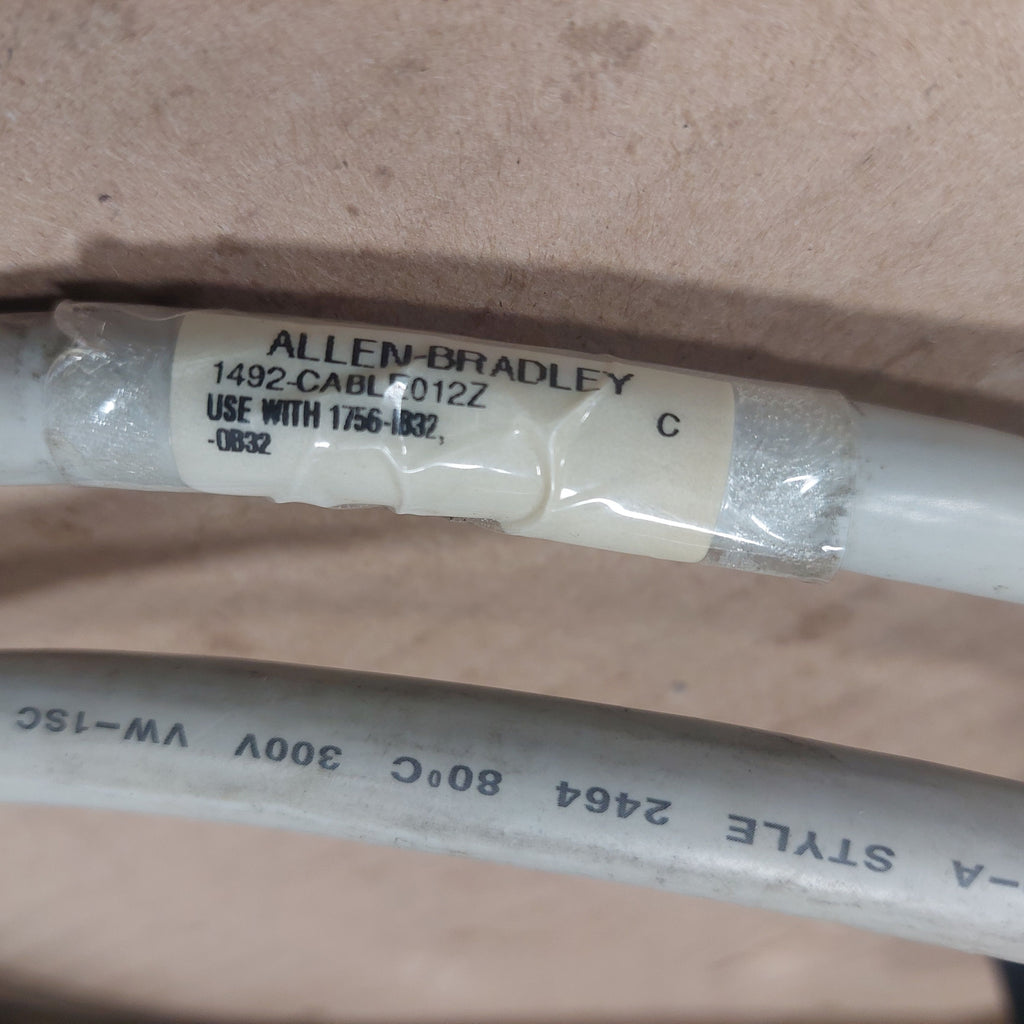 ALLEN-BRADLEY
1492-CABLE012Z
C
USE WITH 1756-IB32,
-OB32
-A STYLE 2464 80°C 300V VW-1SC